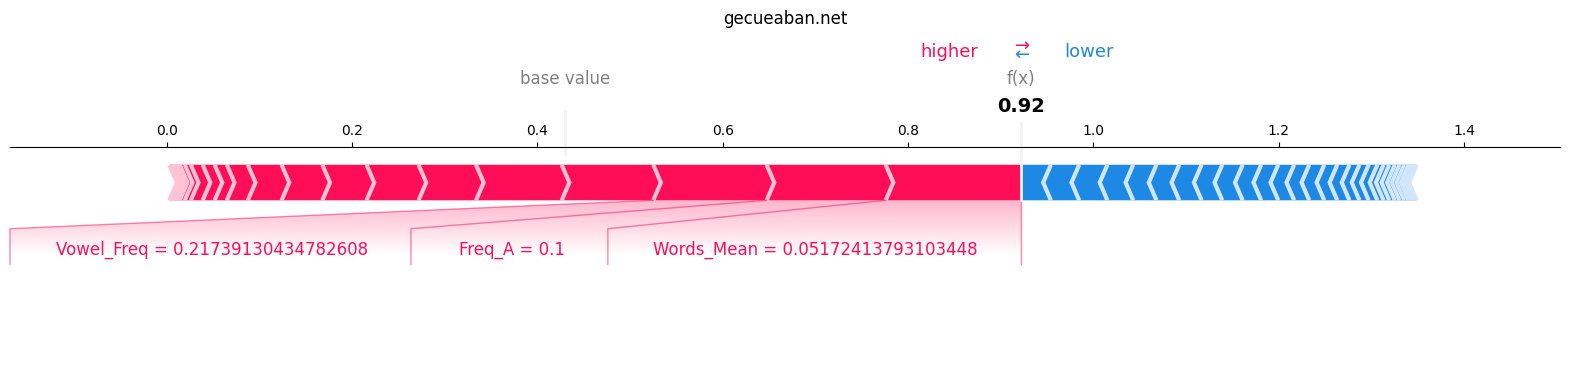 gecueaban.net
higher ⇄ lower
base value f(x)
0.92
0.0 0.2 0.4 0.6 0.8 1.0 1.2 1.4
Vowel_Freq = 0.21739130434782608 Freq_A = 0.1 Words_Mean = 0.05172413793103448